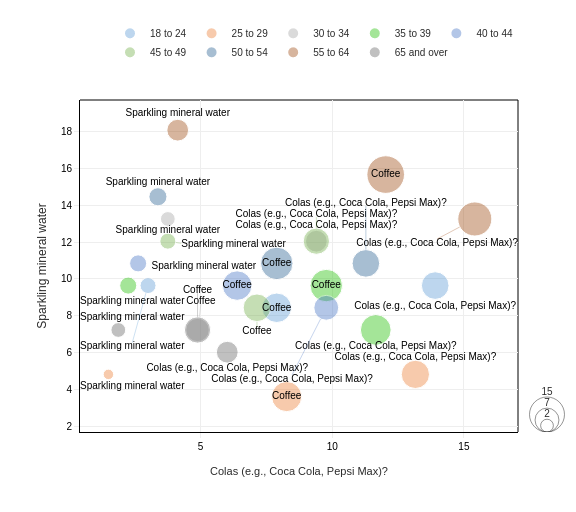 18 to 24
25 to 29
30 to 34
35 to 39
40 to 44
45 to 49
50 to 54
55 to 64
65 and over
Sparkling mineral water
18
16
14
12
10
8
6
4
2
Sparkling mineral water
Coffee
Sparkling mineral water
Colas (e.g., Coca Cola, Pepsi Max)?
Colas (e.g., Coca Cola, Pepsi Max)?
Colas (e.g., Coca Cola, Pepsi Max)?
Sparkling mineral water
Sparkling mineral water
Colas (e.g., Coca Cola, Pepsi Max)?
Sparkling mineral water
Coffee
Coffee
Coffee
Coffee
Sparkling mineral water
Coffee
Coffee
Colas (e.g., Coca Cola, Pepsi Max)?
Sparkling mineral water
Coffee
Sparkling mineral water
Colas (e.g., Coca Cola, Pepsi Max)?
Colas (e.g., Coca Cola, Pepsi Max)?
Colas (e.g., Coca Cola, Pepsi Max)?
Colas (e.g., Coca Cola, Pepsi Max)?
Sparkling mineral water
Coffee
15
7
2
5
10
15
Colas (e.g., Coca Cola, Pepsi Max)?